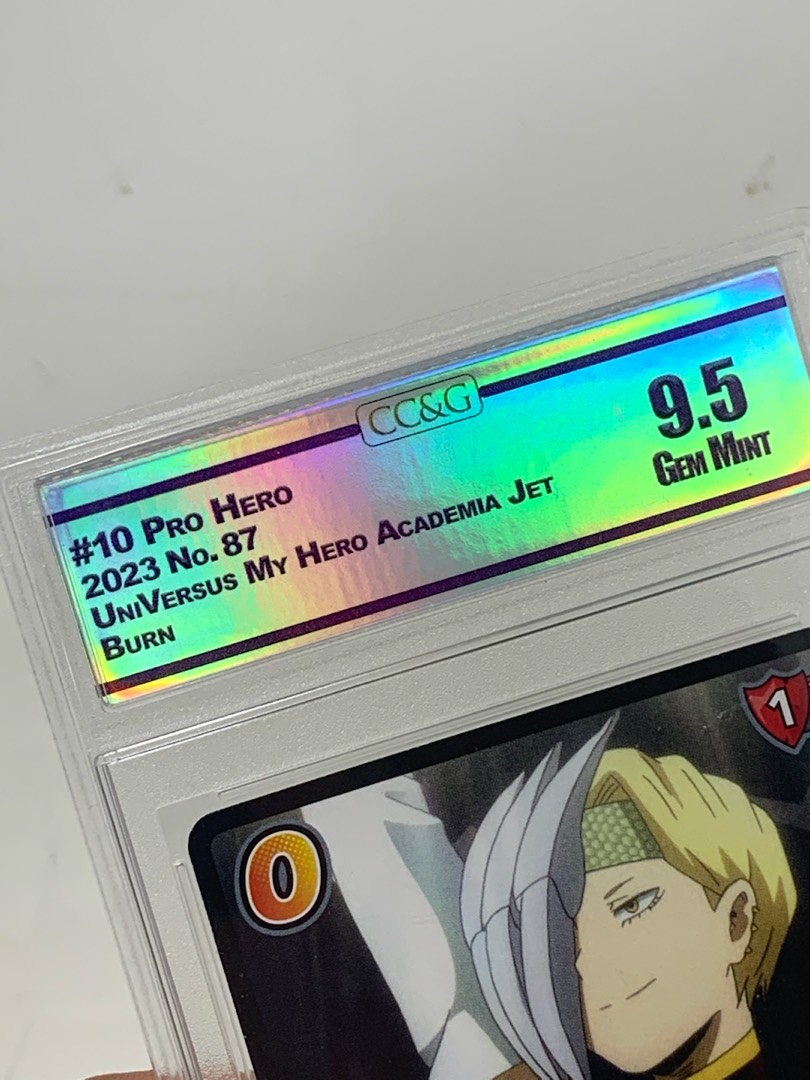 CC&G
9.5
GEM MINT
#10 PRO HERO
2023 NO. 87
UNIVERSUS MY HERO ACADEMIA JET
BURN
1
0